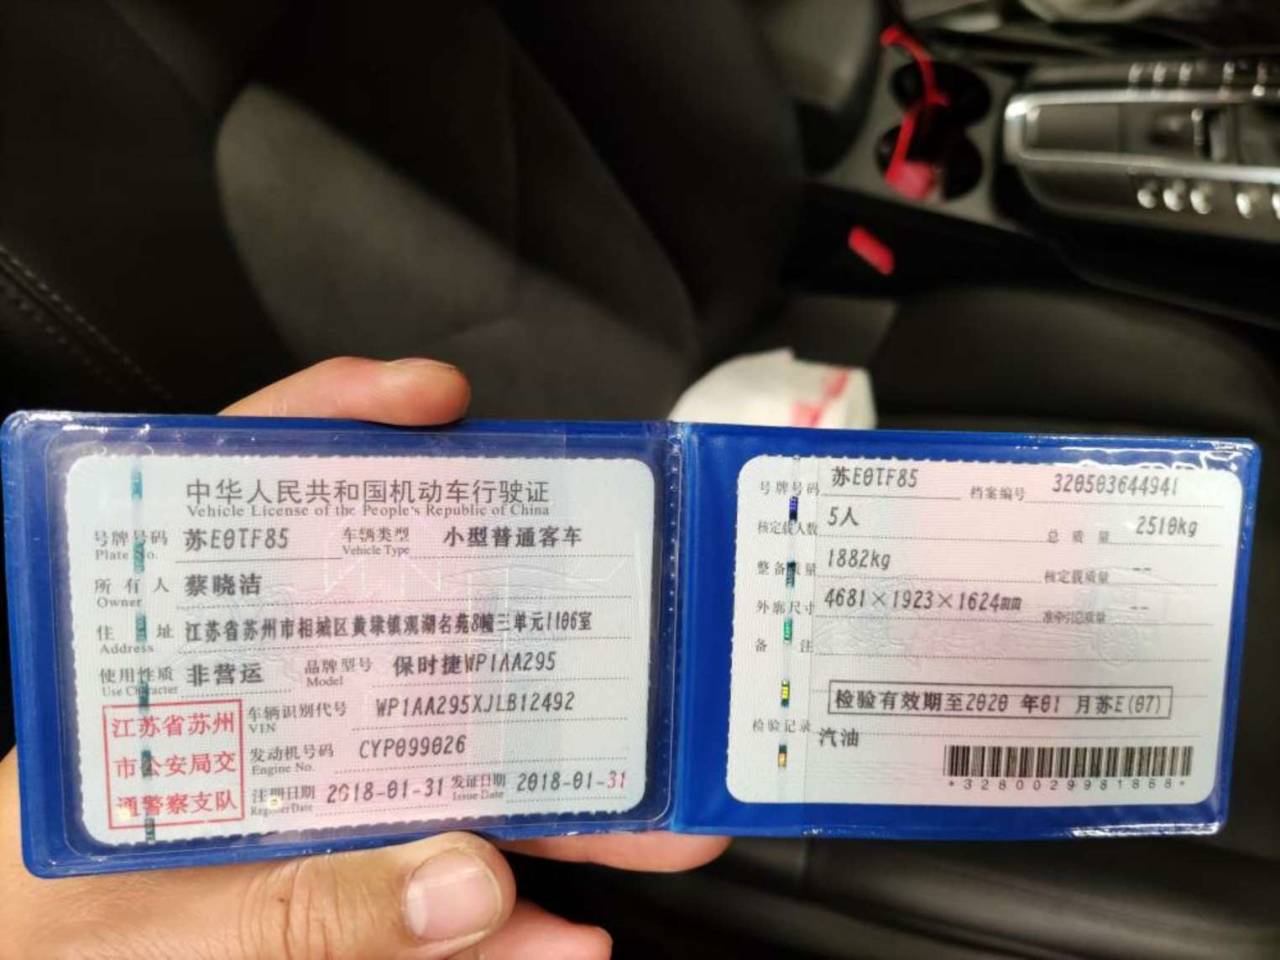 中华人民共和国机动车行驶证
Vehicle License of the People's Republic of China
号牌号码 苏E0TF85 车辆类型 小型普通客车
Plate No. Vehicle Type
所有人 蔡晓洁
Owner
住址 江苏省苏州市相城区黄埭镇观湖名苑8幢三单元1106室
Address
使用性质 非营运 品牌型号 保时捷WP1AA295
Use Character Model
江苏省苏州
市公安局交
通警察支队
车辆识别代号 WP1AA295XJLB12492
VIN
发动机号码 CYP099026
Engine No.
注册日期 2018-01-31 发证日期 2018-01-31
Register Date Issue Date
号牌号码 苏E0TF85 档案编号 320503644941
核定载人数 5人 总质量 2510kg
整备质量 1882kg 核定载质量 --
外廓尺寸 4681×1923×1624mm 准牵引总质量 --
备注
检验有效期至2020 年01 月苏E(07)
检验记录 汽油
*3280029981868*